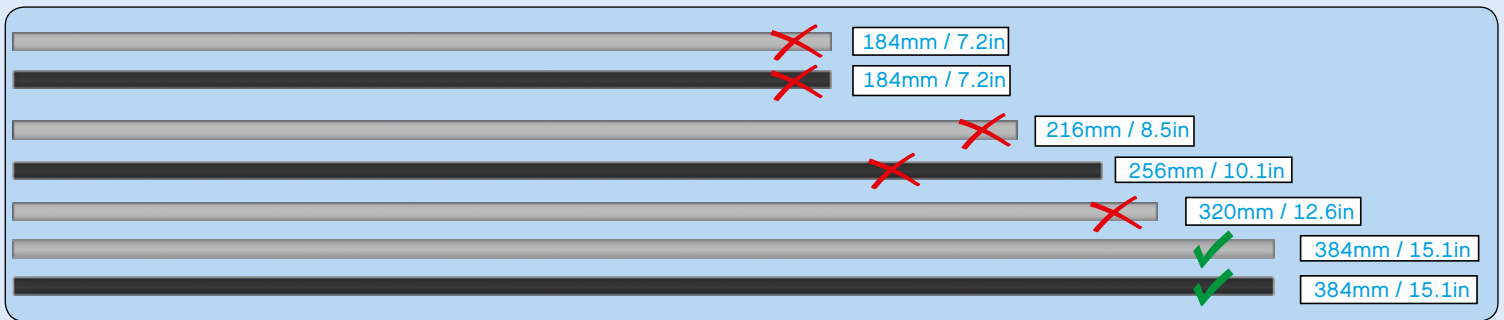 184mm / 7.2in
184mm / 7.2in
216mm / 8.5in
256mm / 10.1in
320mm / 12.6in
384mm / 15.1in
384mm / 15.1in